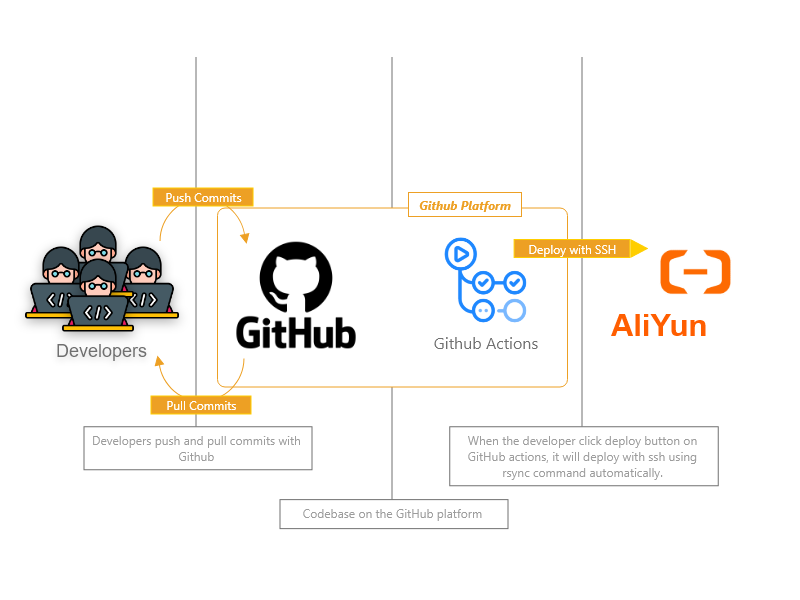 Push Commits
Github Platform
Deploy with SSH
</>
</>
</>
GitHub
AliYun
Developers
Github Actions
Pull Commits
Developers push and pull commits with
Github
When the developer click deploy button on
GitHub actions, it will deploy with ssh using
rsync command automatically.
Codebase on the GitHub platform